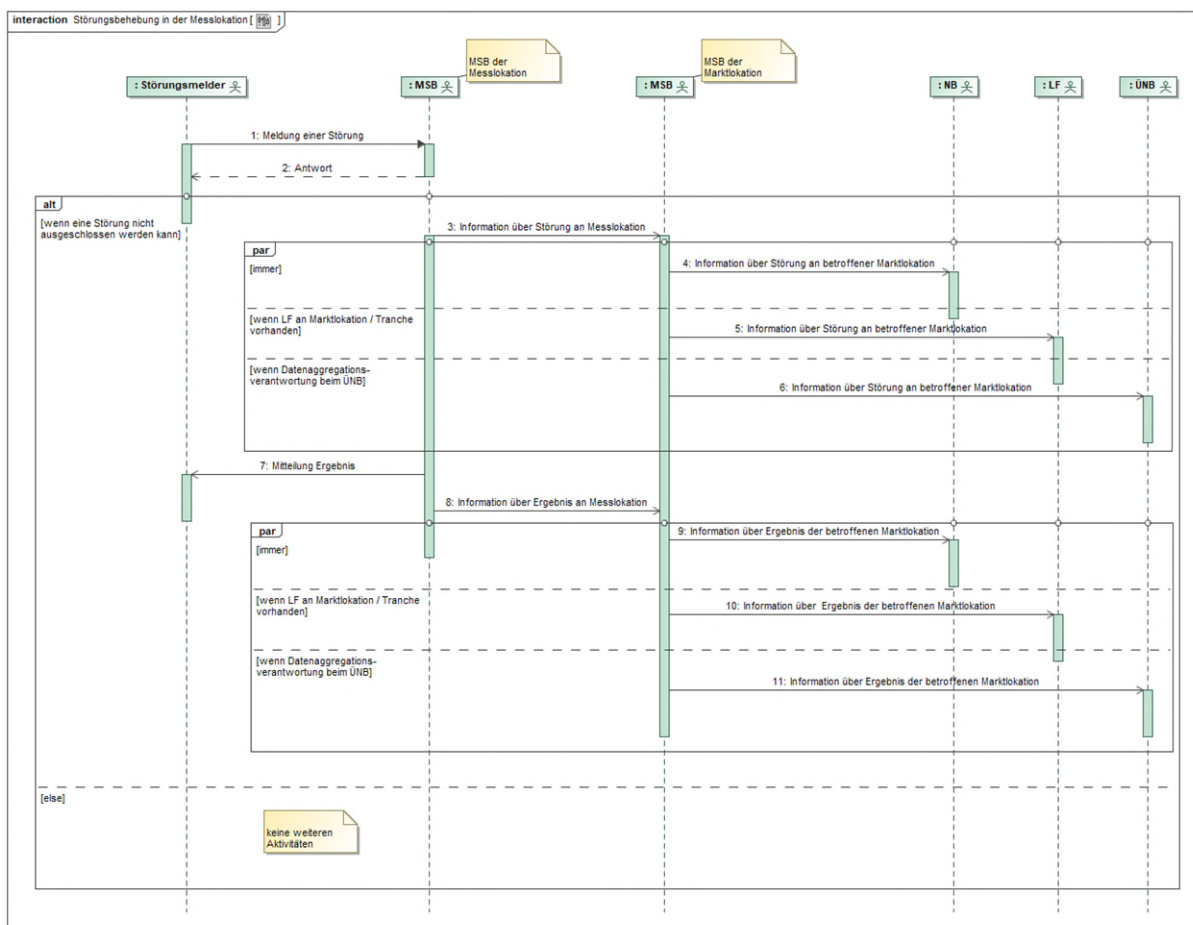 interaction Störungsbehebung in der Messlokation [ ]
MSB der
Messlokation
MSB der
Marktlokation
: Störungsmelder
: MSB
: MSB
: NB
: LF
: ÜNB
1: Meldung einer Störung
2: Antwort
alt
[wenn eine Störung nicht
ausgeschlossen werden kann]
3: Information über Störung an Messlokation
par
[immer]
4: Information über Störung an betroffener Marktlokation
[wenn LF an Marktlokation / Tranche
vorhanden]
5: Information über Störung an betroffener Marktlokation
[wenn Datenaggregations-
verantwortung beim ÜNB]
6: Information über Störung an betroffener Marktlokation
7: Mitteilung Ergebnis
8: Information über Ergebnis an Messlokation
par
[immer]
9: Information über Ergebnis der betroffenen Marktlokation
[wenn LF an Marktlokation / Tranche
vorhanden]
10: Information über Ergebnis der betroffenen Marktlokation
[wenn Datenaggregations-
verantwortung beim ÜNB]
11: Information über Ergebnis der betroffenen Marktlokation
[else]
keine weiteren
Aktivitäten